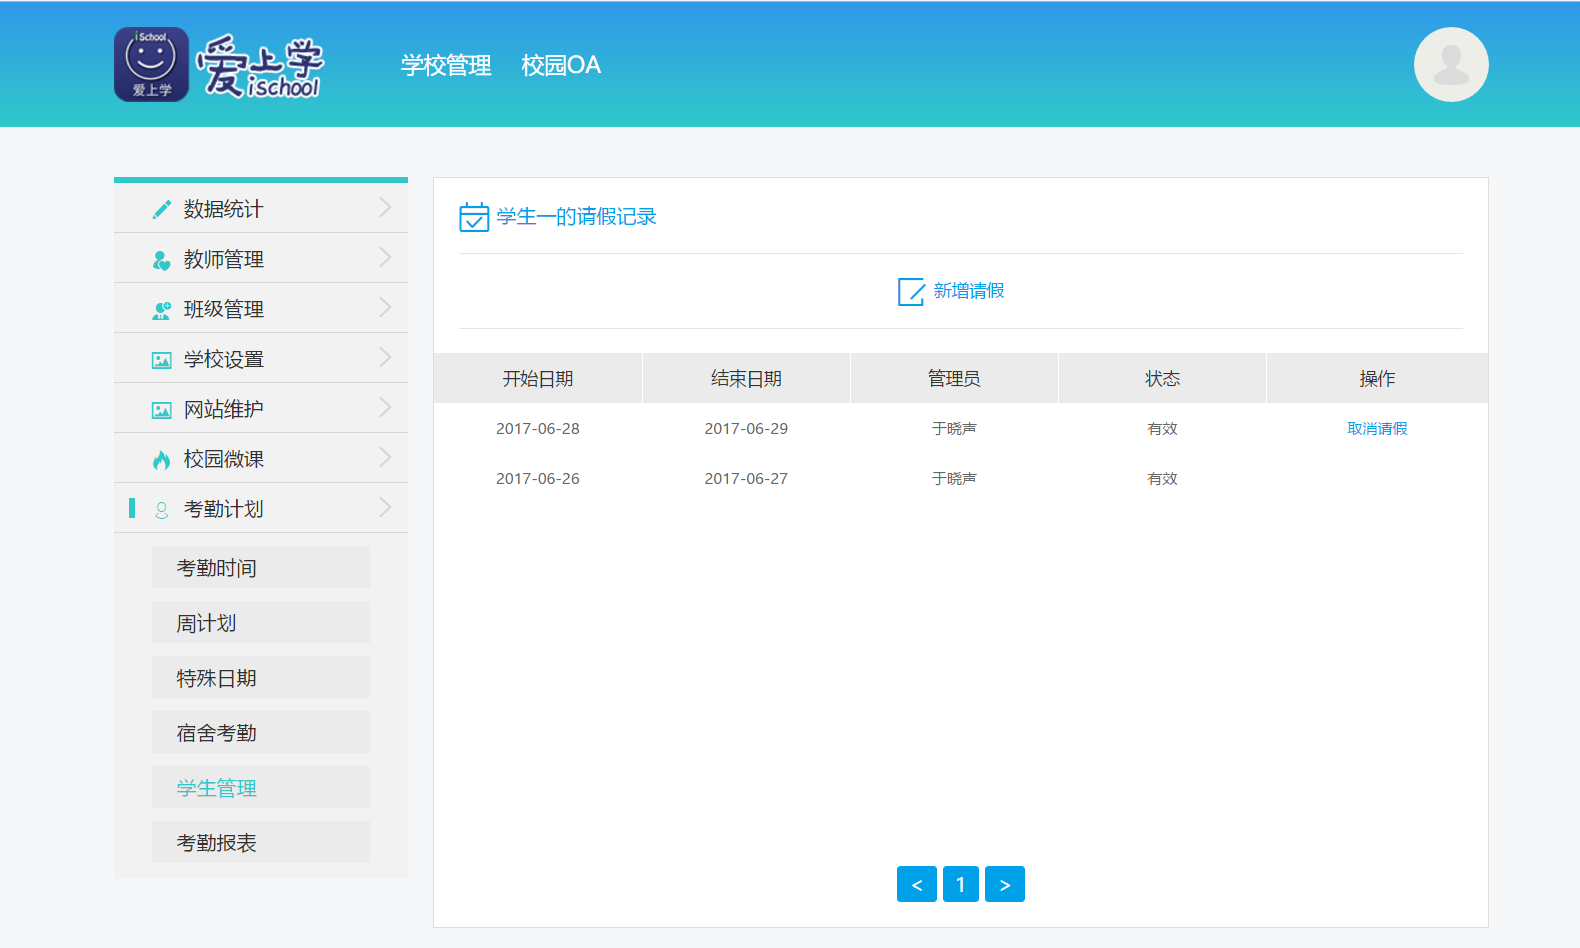 iSchool
爱上学
爱上学
ischool
学校管理 校园OA
数据统计
教师管理
班级管理
学校设置
网站维护
校园微课
考勤计划
考勤时间
周计划
特殊日期
宿舍考勤
学生管理
考勤报表
学生一的请假记录
新增请假
开始日期 结束日期 管理员 状态 操作
2017-06-28 2017-06-29 于晓声 有效 取消请假
2017-06-26 2017-06-27 于晓声 有效
< 1 >